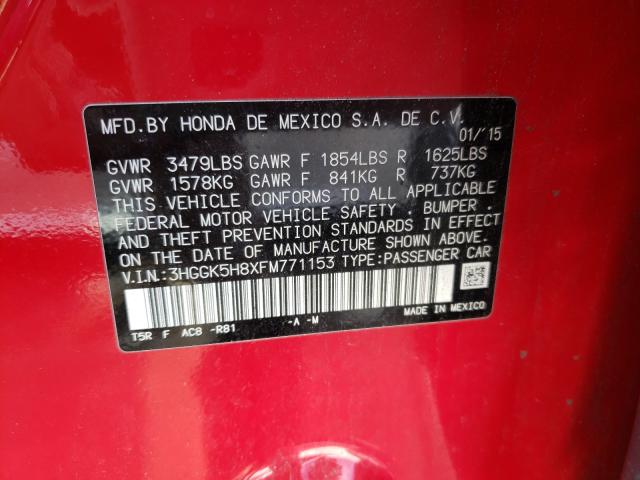 MFD.BY HONDA DE MEXICO S.A. DE C.V.
01/'15
GVWR 3479LBS GAWR F 1854LBS R 1625LBS
GVWR 1578KG GAWR F 841KG R 737KG
THIS VEHICLE CONFORMS TO ALL APPLICABLE
FEDERAL MOTOR VEHICLE SAFETY . BUMPER .
AND THEFT PREVENTION STANDARDS IN EFFECT
ON THE DATE OF MANUFACTURE SHOWN ABOVE.
V.I.N.:3HGGK5H8XFM771153 TYPE:PASSENGER CAR
T5R F AC8 -R81 -A -M MADE IN MEXICO